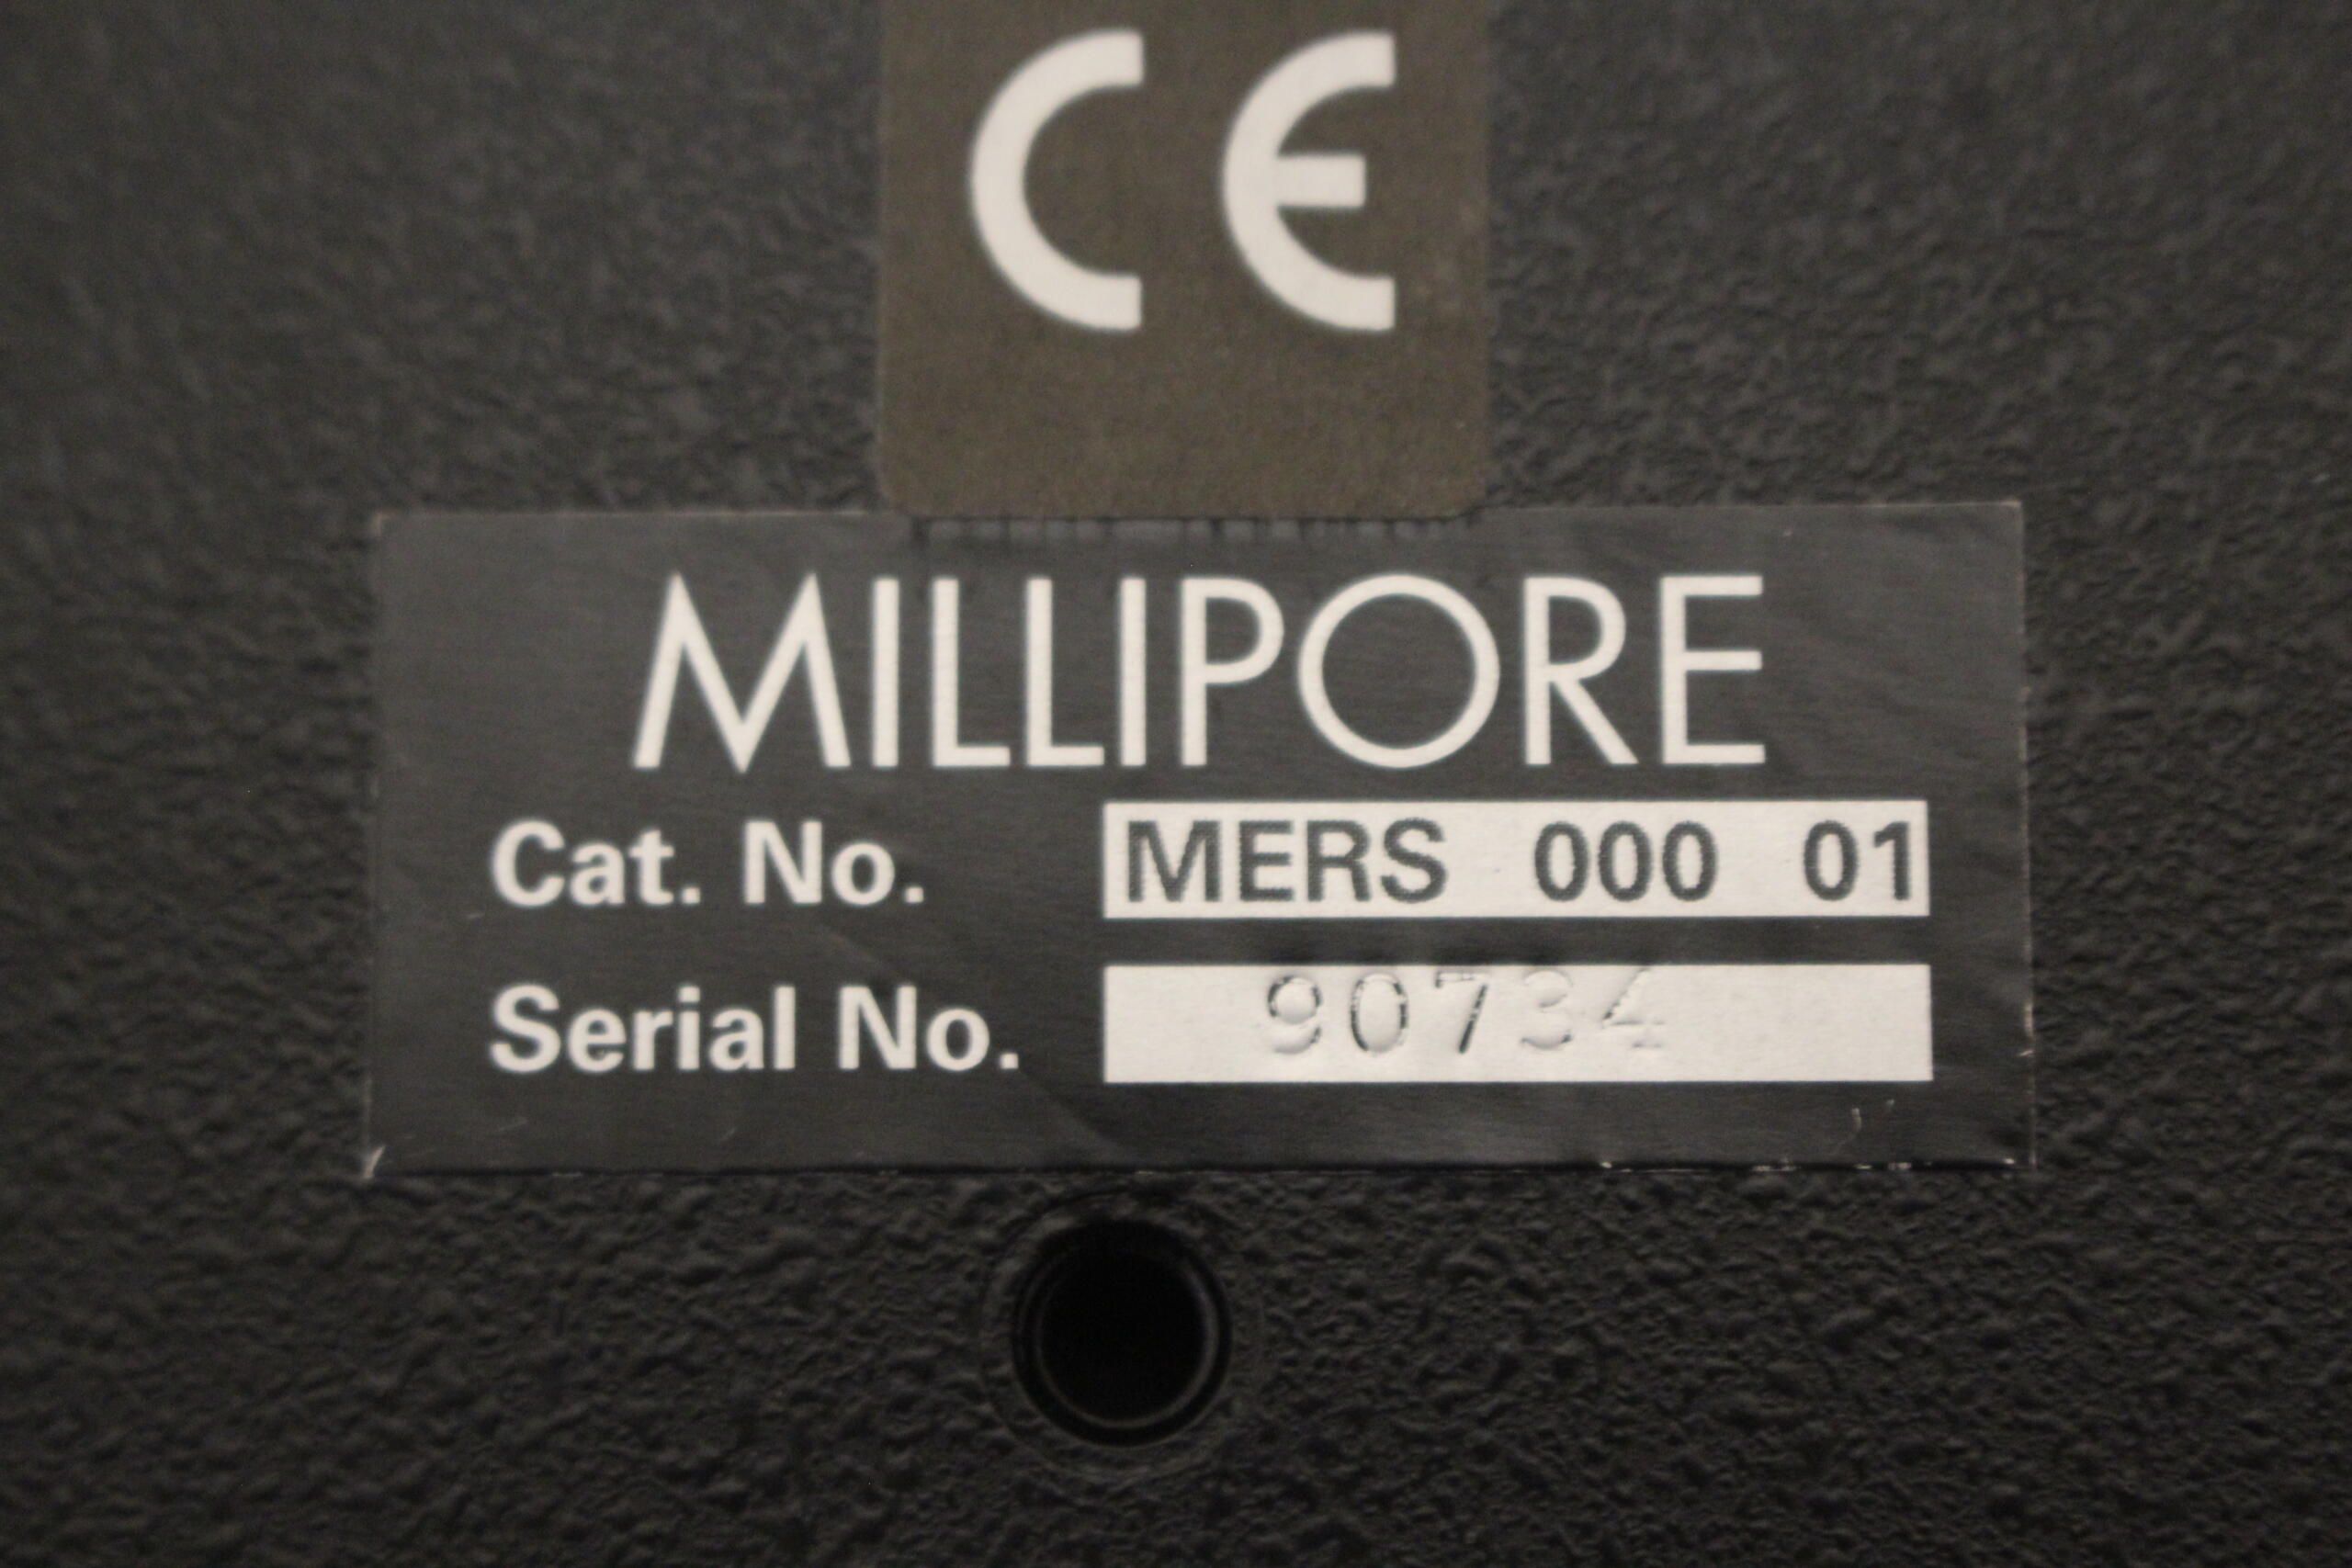 CE
MILLIPORE
Cat. No. MERS 000 01
Serial No. 90734